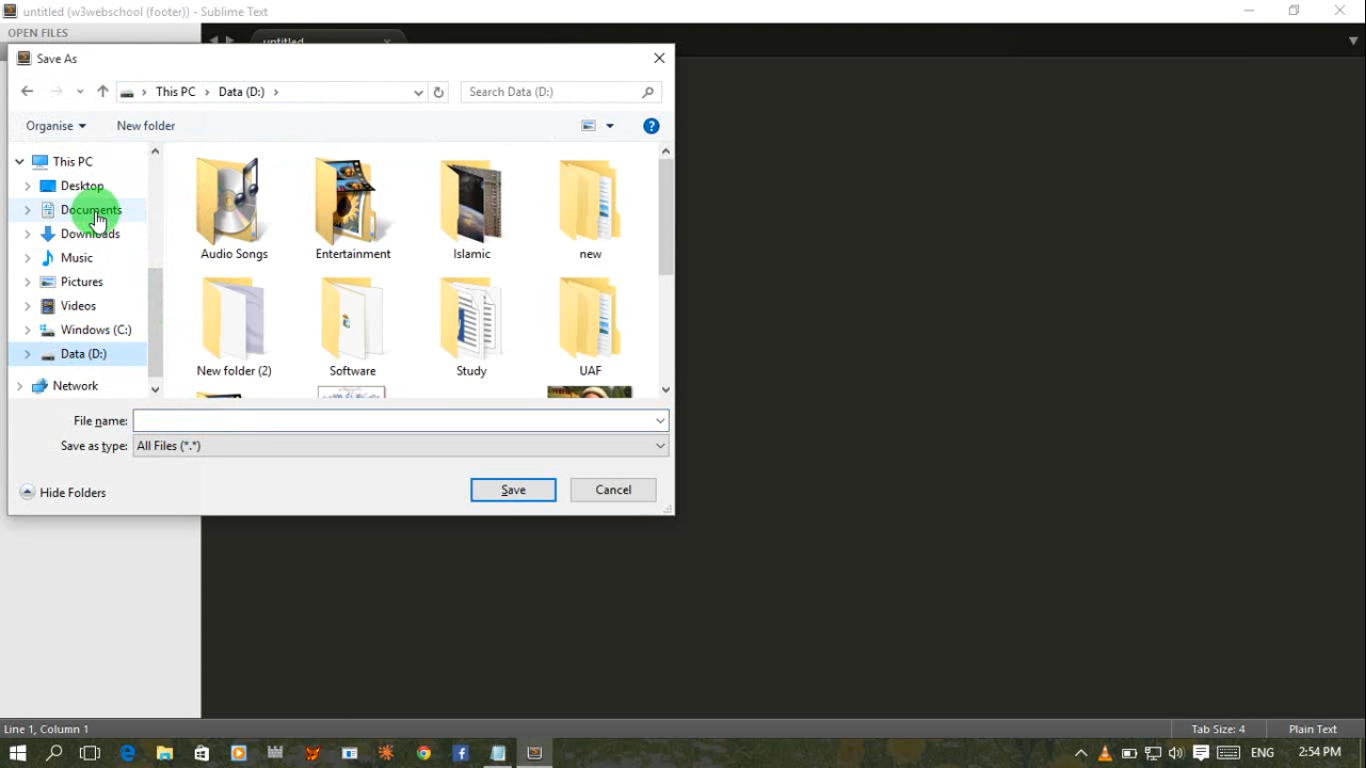 untitled (w3webschool (footer)) - Sublime Text
OPEN FILES
untitled
Save As
This PC > Data (D:) >
Search Data (D:)
Organise
New folder
This PC
Desktop
Documents
Downloads
Music
Pictures
Videos
Windows (C:)
Data (D:)
Network
Audio Songs
Entertainment
Islamic
new
New folder (2)
Software
Study
UAF
File name:
Save as type: All Files (*.*)
Hide Folders
Save
Cancel
Line 1, Column 1
Tab Size: 4
Plain Text
ENG
2:54 PM